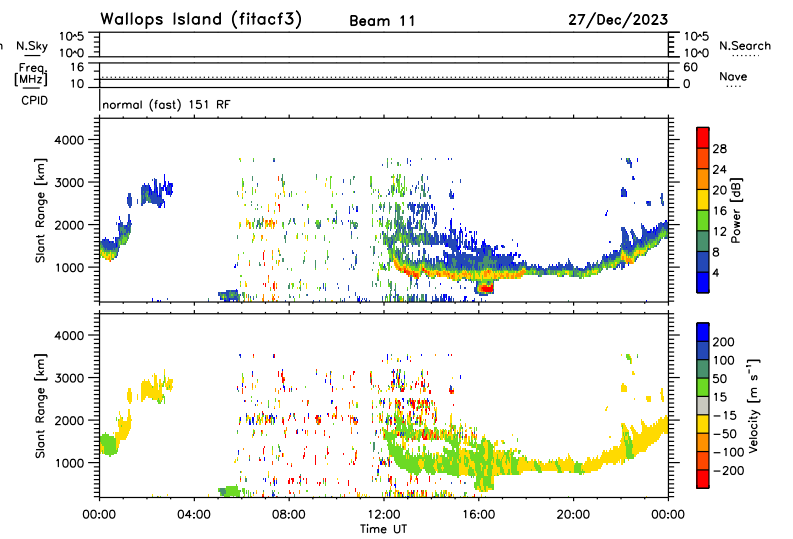 Wallops Island (fitacf3) Beam 11 27/Dec/2023
n N.Sky 10^5 10^0 10^5 10^0 N.Search
Freq. [MHz] 16 10 60 0 Nave
CPID normal (fast) 151 RF
Slant Range [km]
4000
3000
2000
1000
28
24
20
16
12
8
4
Power [dB]
Slant Range [km]
4000
3000
2000
1000
200
100
50
15
-15
-50
-100
-200
Velocity [m s⁻¹]
00:00 04:00 08:00 12:00 16:00 20:00 00:00
Time UT